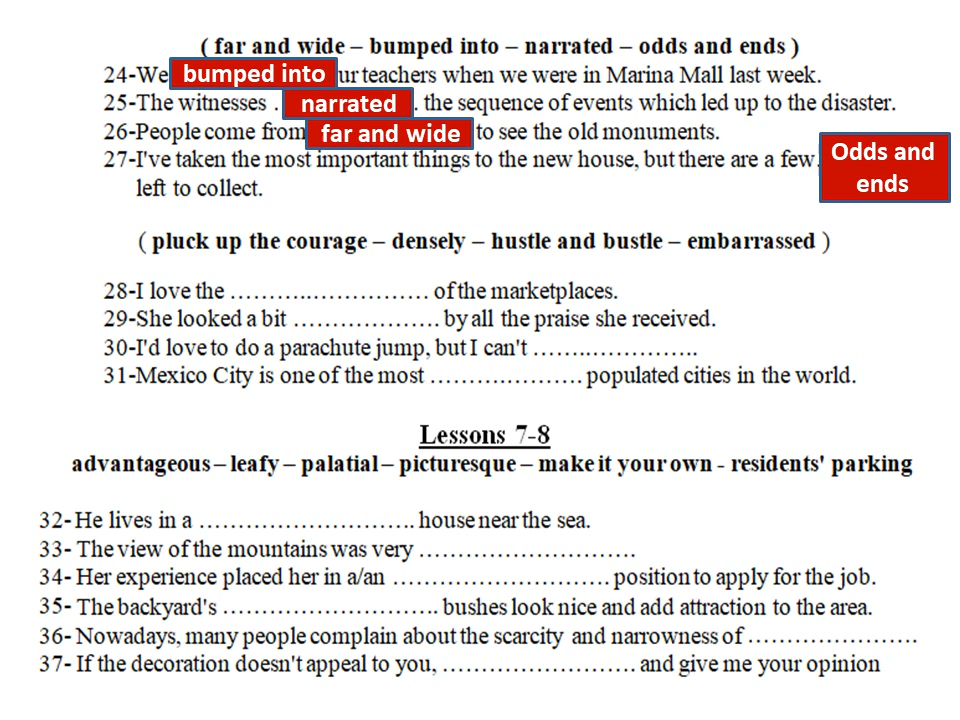 ( far and wide – bumped into – narrated – odds and ends )
24-We bumped into ur teachers when we were in Marina Mall last week.
25-The witnesses . narrated . the sequence of events which led up to the disaster.
26-People come from far and wide to see the old monuments.
27-I've taken the most important things to the new house, but there are a few. Odds and
ends
left to collect.
( pluck up the courage – densely – hustle and bustle – embarrassed )
28-I love the ………..…………… of the marketplaces.
29-She looked a bit ………………. by all the praise she received.
30-I'd love to do a parachute jump, but I can't ……..…………..
31-Mexico City is one of the most ……….………. populated cities in the world.
Lessons 7-8
advantageous – leafy – palatial – picturesque – make it your own - residents' parking
32- He lives in a ………………………. house near the sea.
33- The view of the mountains was very ……………………….
34- Her experience placed her in a/an ………………………. position to apply for the job.
35- The backyard's ………………………. bushes look nice and add attraction to the area.
36- Nowadays, many people complain about the scarcity and narrowness of ………………….
37- If the decoration doesn't appeal to you, ……………………. and give me your opinion